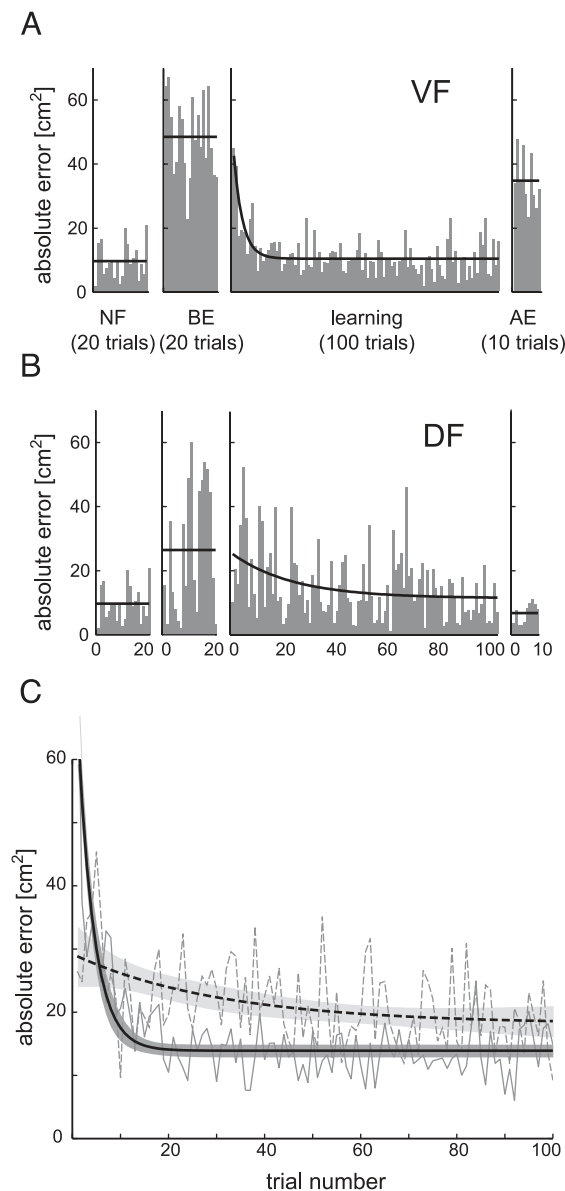 A
VF
absolute error [cm²]
60
40
20
0
NF BE learning AE
(20 trials) (20 trials) (100 trials) (10 trials)
B
DF
absolute error [cm²]
60
40
20
0
0 20 0 20 0 20 40 60 80 100 0 10
C
absolute error [cm²]
60
40
20
0
20 40 60 80 100
trial number